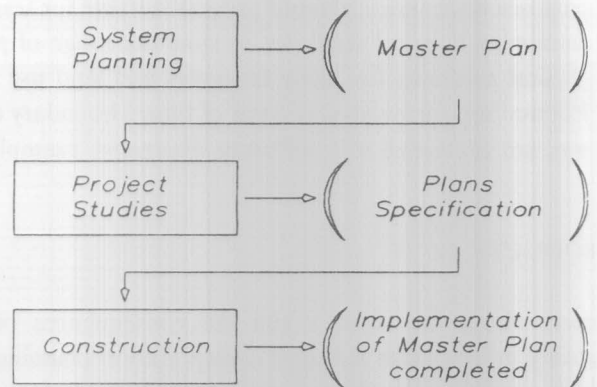 System
Planning
Master Plan
Project
Studies
Plans
Specification
Construction
Implementation
of Master Plan
completed